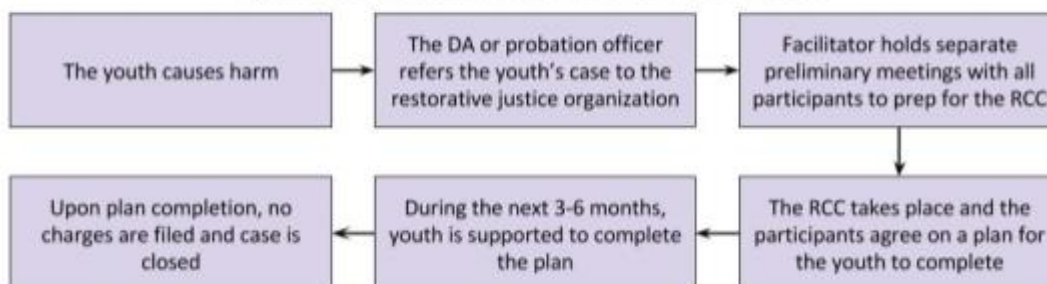 The youth causes harm
The DA or probation officer
refers the youth's case to the
restorative justice organization
Facilitator holds separate
preliminary meetings with all
participants to prep for the RCC
The RCC takes place and the
participants agree on a plan for
the youth to complete
During the next 3-6 months,
youth is supported to complete
the plan
Upon plan completion, no
charges are filed and case is
closed